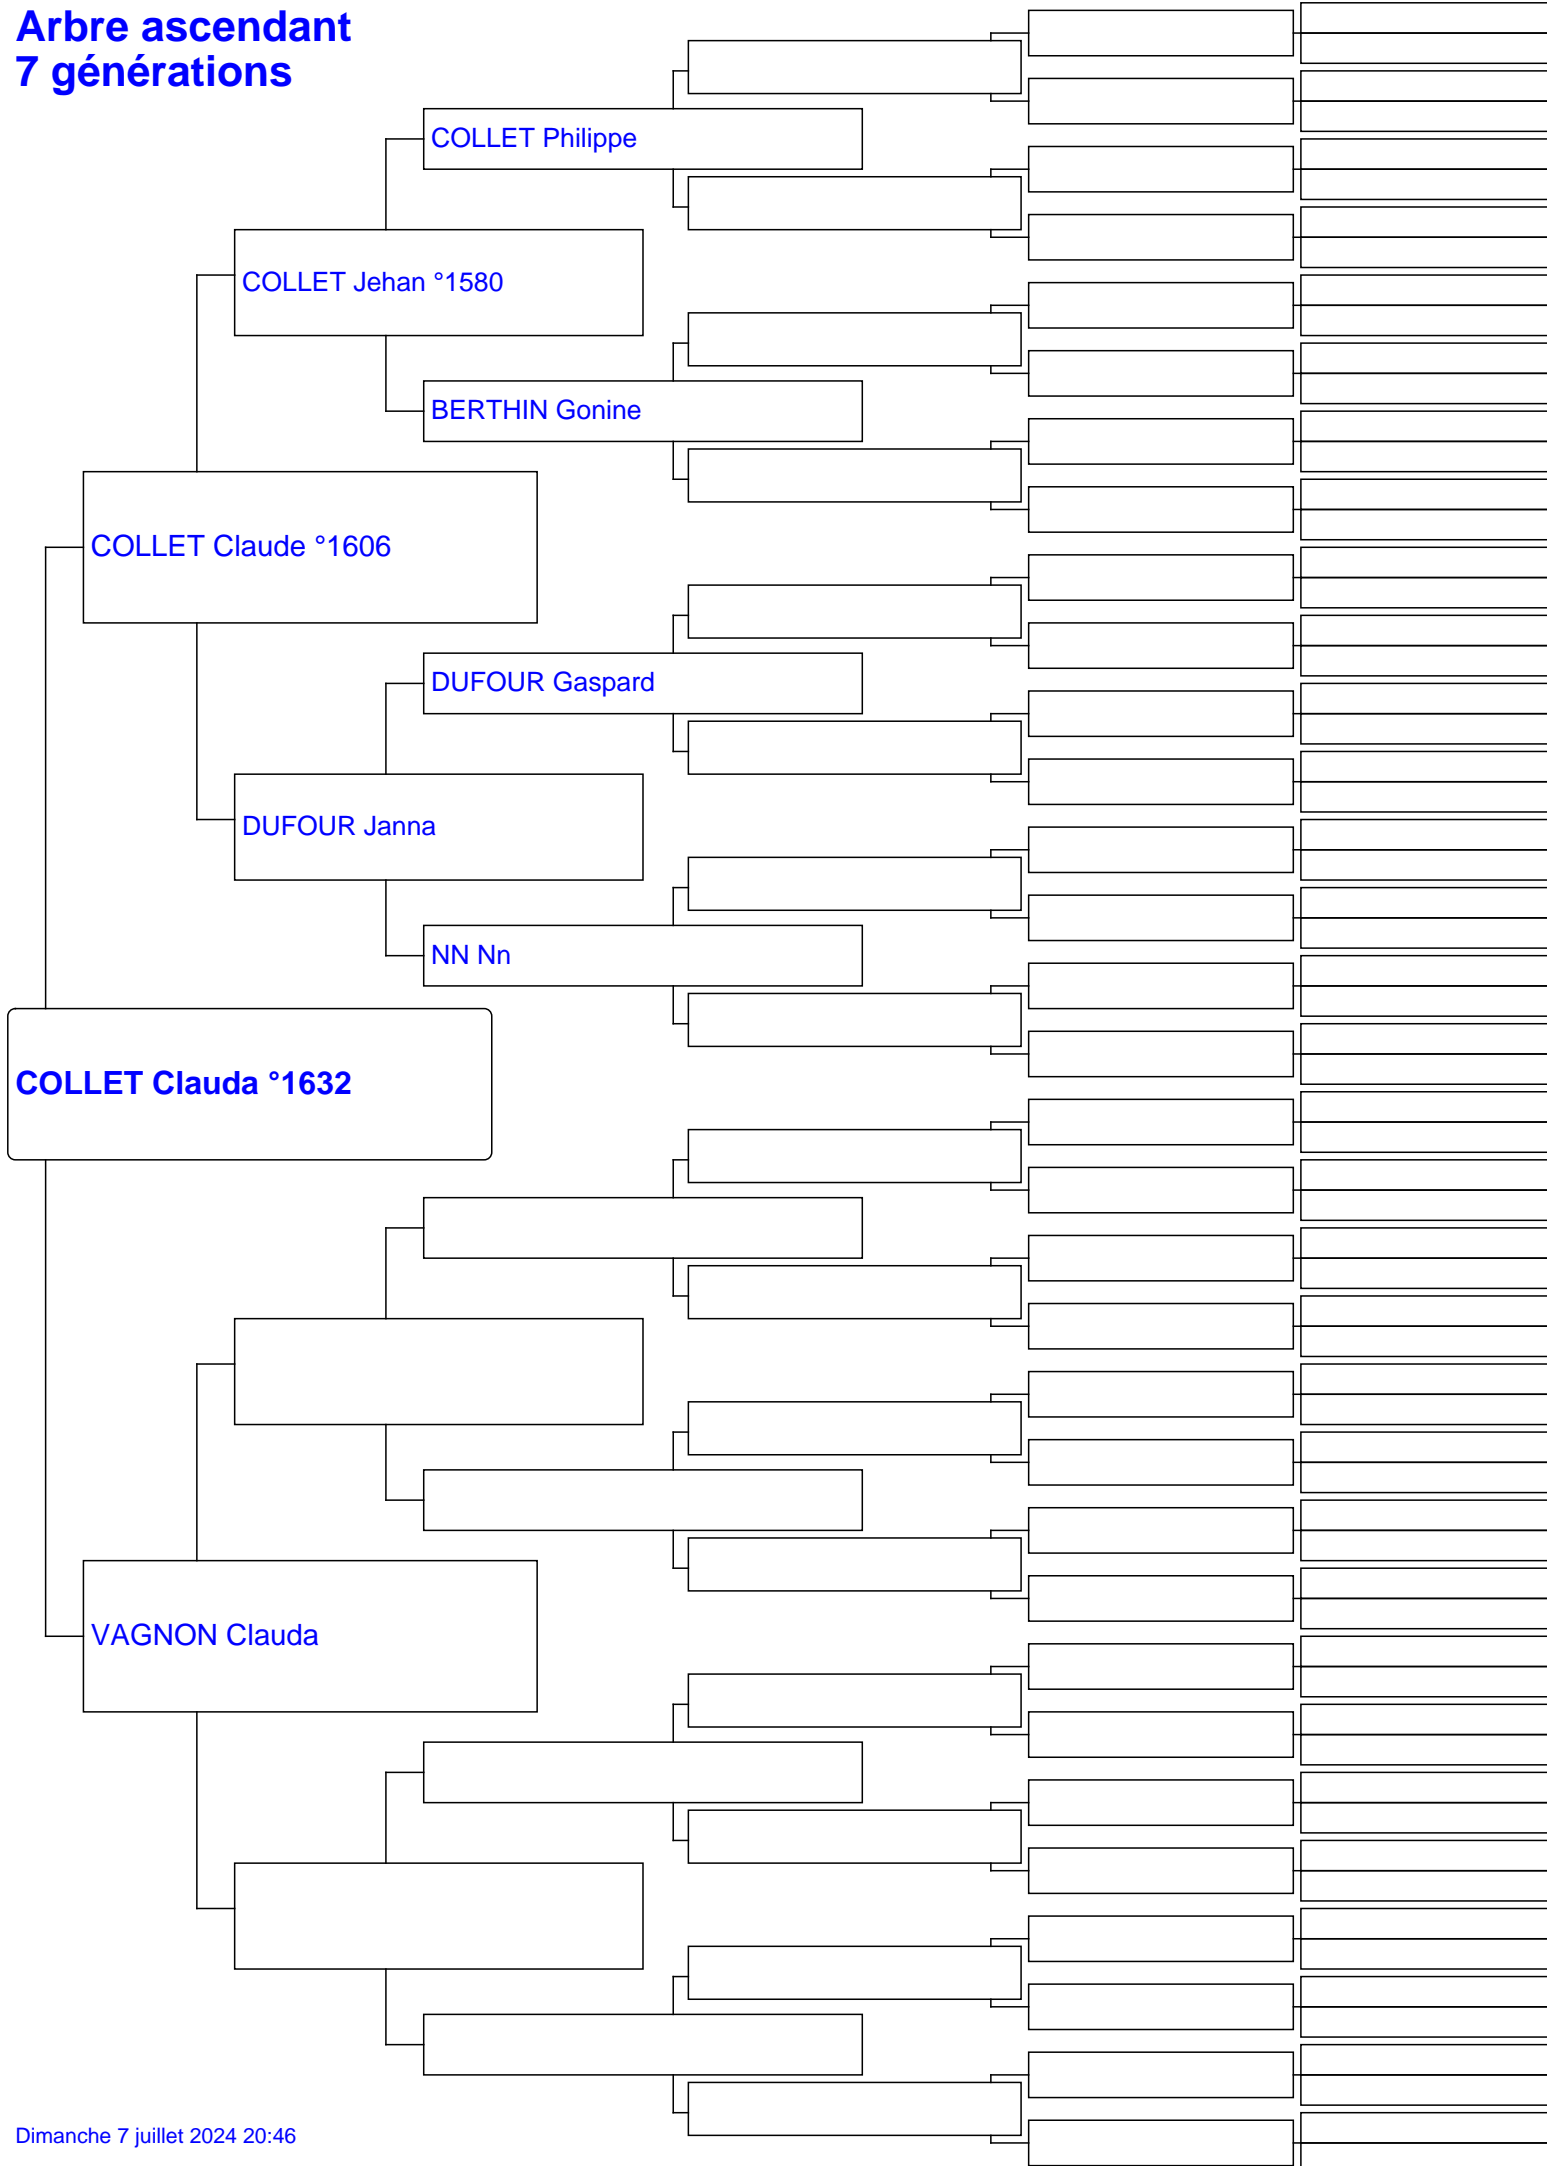 Arbre ascendant
7 générations
COLLET Philippe
COLLET Jehan °1580
BERTHIN Gonine
COLLET Claude °1606
DUFOUR Gaspard
DUFOUR Janna
NN Nn
COLLET Clauda °1632
VAGNON Clauda
Dimanche 7 juillet 2024 20:46